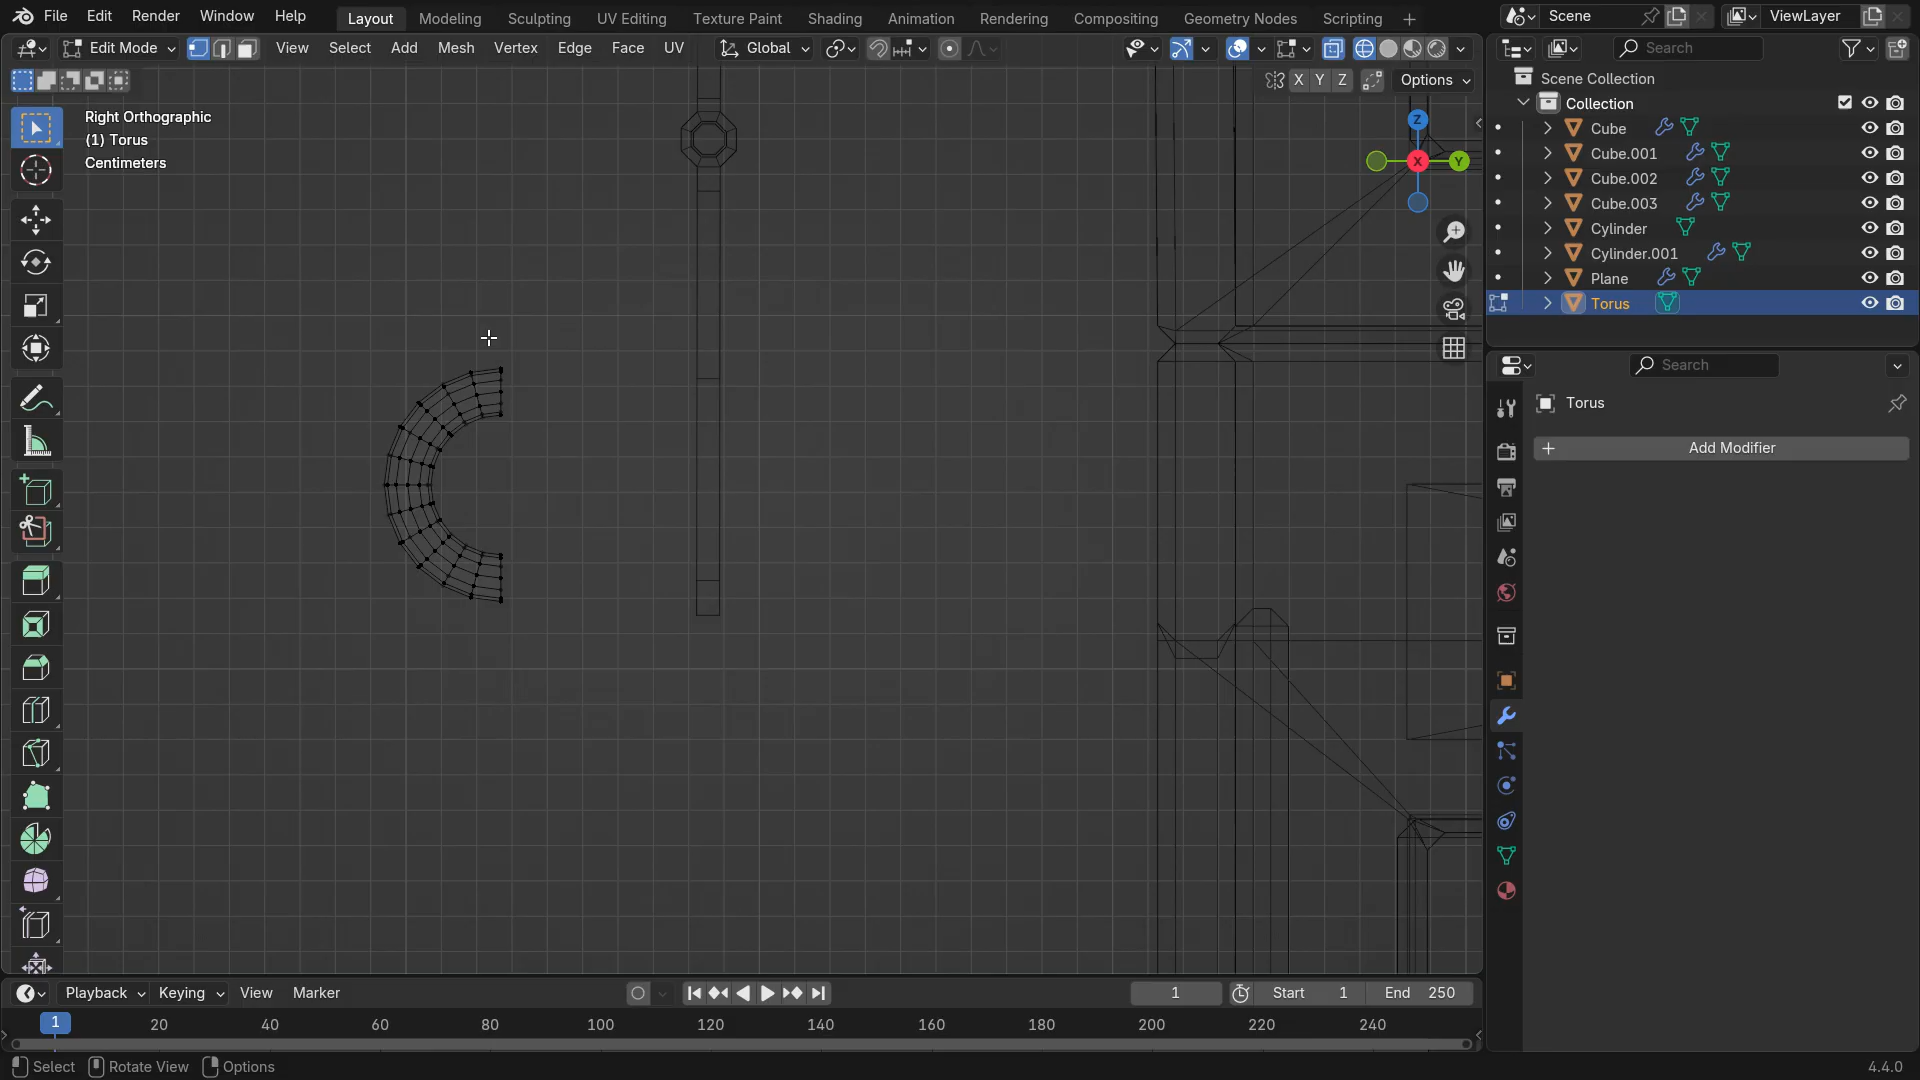 File Edit Render Window Help Layout Modeling Sculpting UV Editing Texture Paint Shading Animation Rendering Compositing Geometry Nodes Scripting + Scene ViewLayer
Edit Mode View Select Add Mesh Vertex Edge Face UV Global Search
X Y Z Options
Right Orthographic
(1) Torus
Centimeters
Z
X
Y
Scene Collection
Collection
Cube
Cube.001
Cube.002
Cube.003
Cylinder
Cylinder.001
Plane
Torus
Search
Torus
+ Add Modifier
Playback Keying View Marker 1 Start 1 End 250
1 20 40 60 80 100 120 140 160 180 200 220 240
Select Rotate View Options 4.4.0